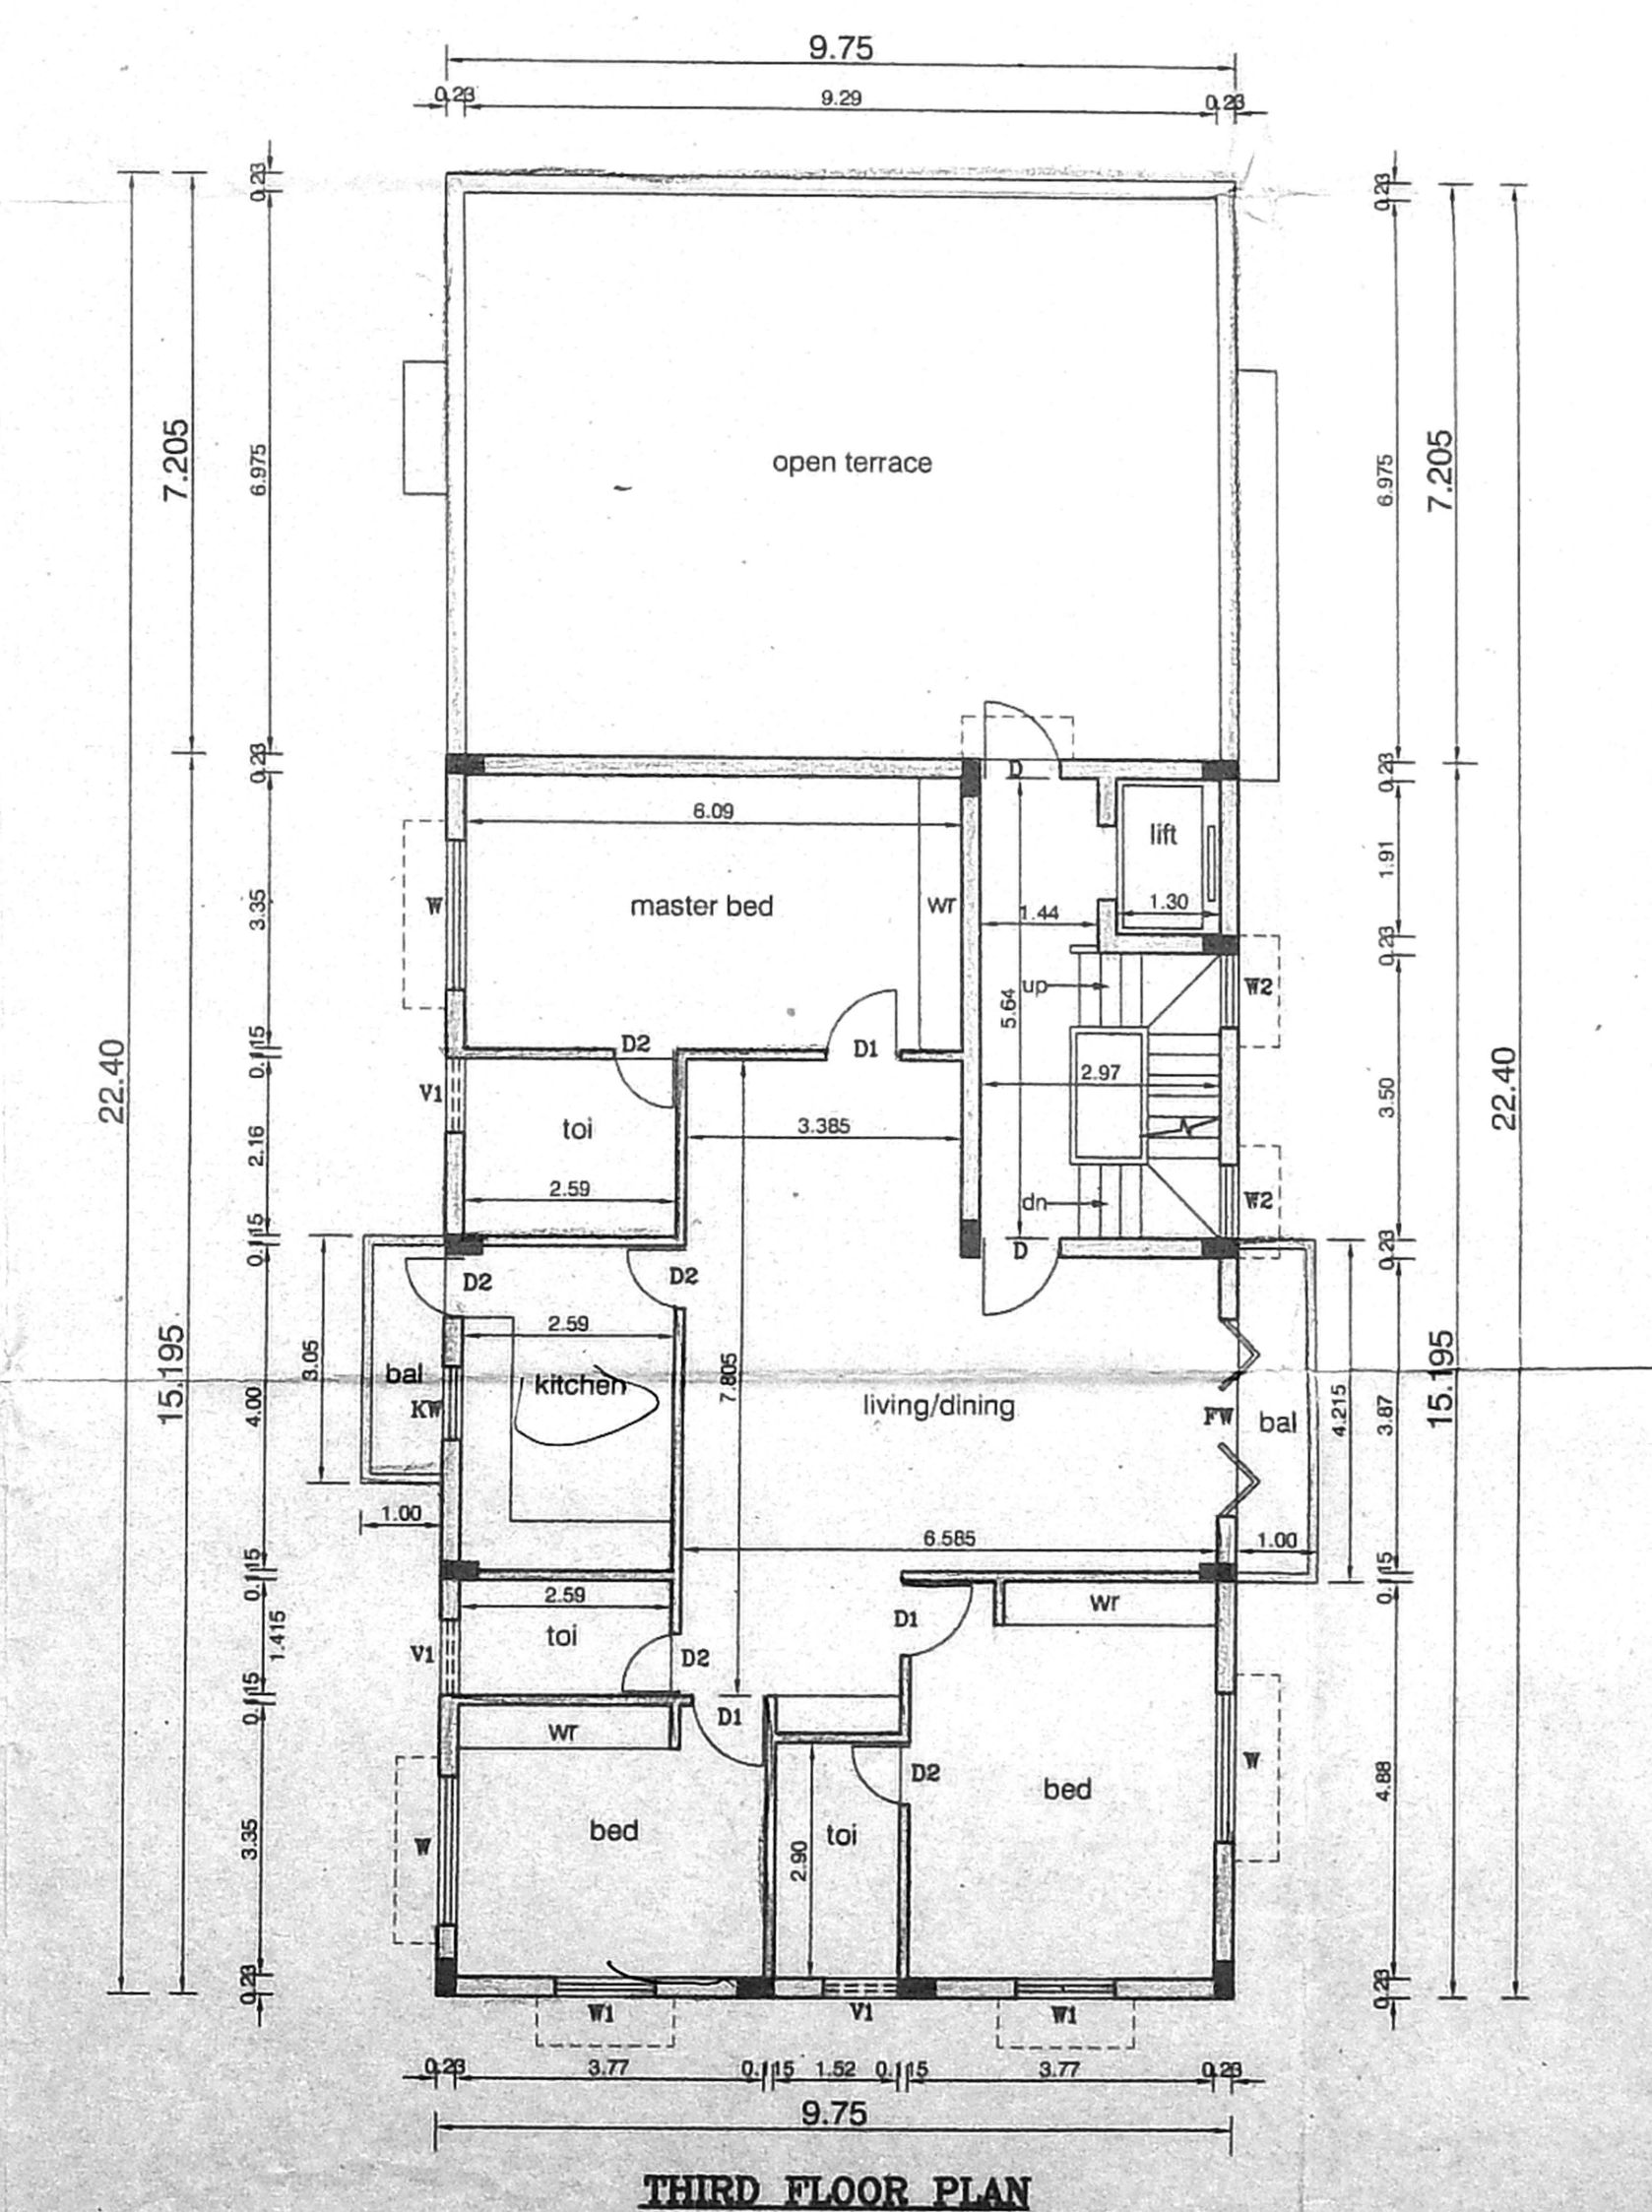 9.75
0.23 9.29 0.23
0.23 0.23
7.205 6.975 open terrace 6.975 7.205
0.23 D 0.23
6.09
lift
1.91
W 3.35 master bed wr 1.44 1.30
0.23
up W2
5.64
22.40 0.115 D2 D1 22.40
V1 2.97
toi 3.385 3.50
2.16
2.59 dn W2
0.115 D 0.23
D2 D2
2.59
3.05 15.195 bal kitchen 7.805 living/dining 15.195
4.00 KW FW bal 4.215 3.87
1.00 6.585 1.00
0.115 0.115
2.59 wr
1.415 toi D1
V1 D2
0.115 wr D1
D2 W
bed 4.88
3.35 W bed toi
2.90
0.23 0.23
W1 V1 W1
0.23 3.77 0.115 1.52 0.115 3.77 0.23
9.75
THIRD FLOOR PLAN